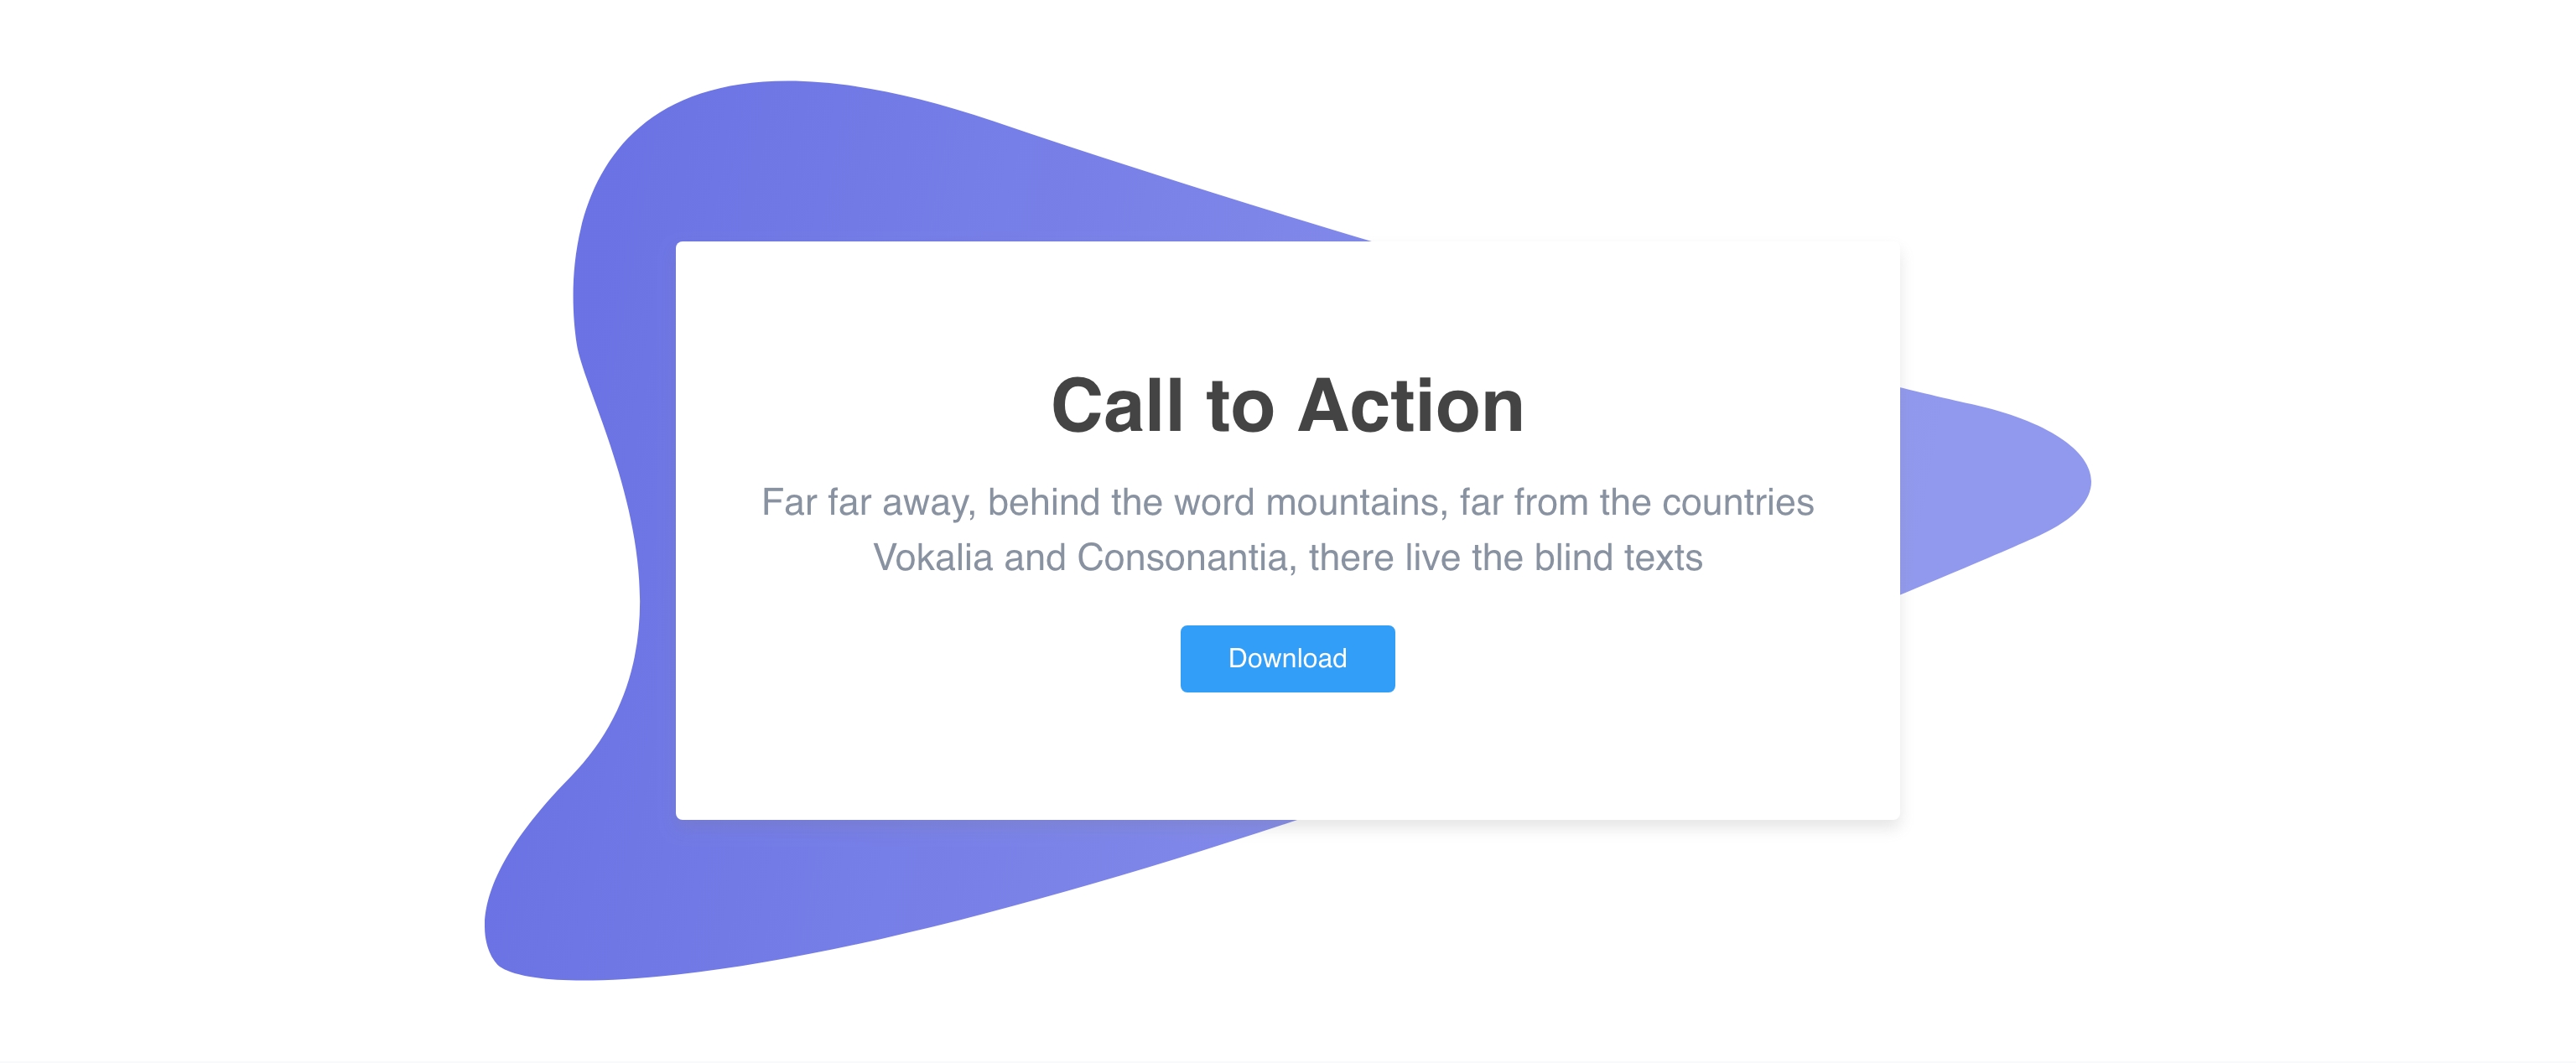 Call to Action
Far far away, behind the word mountains, far from the countries
Vokalia and Consonantia, there live the blind texts
Download